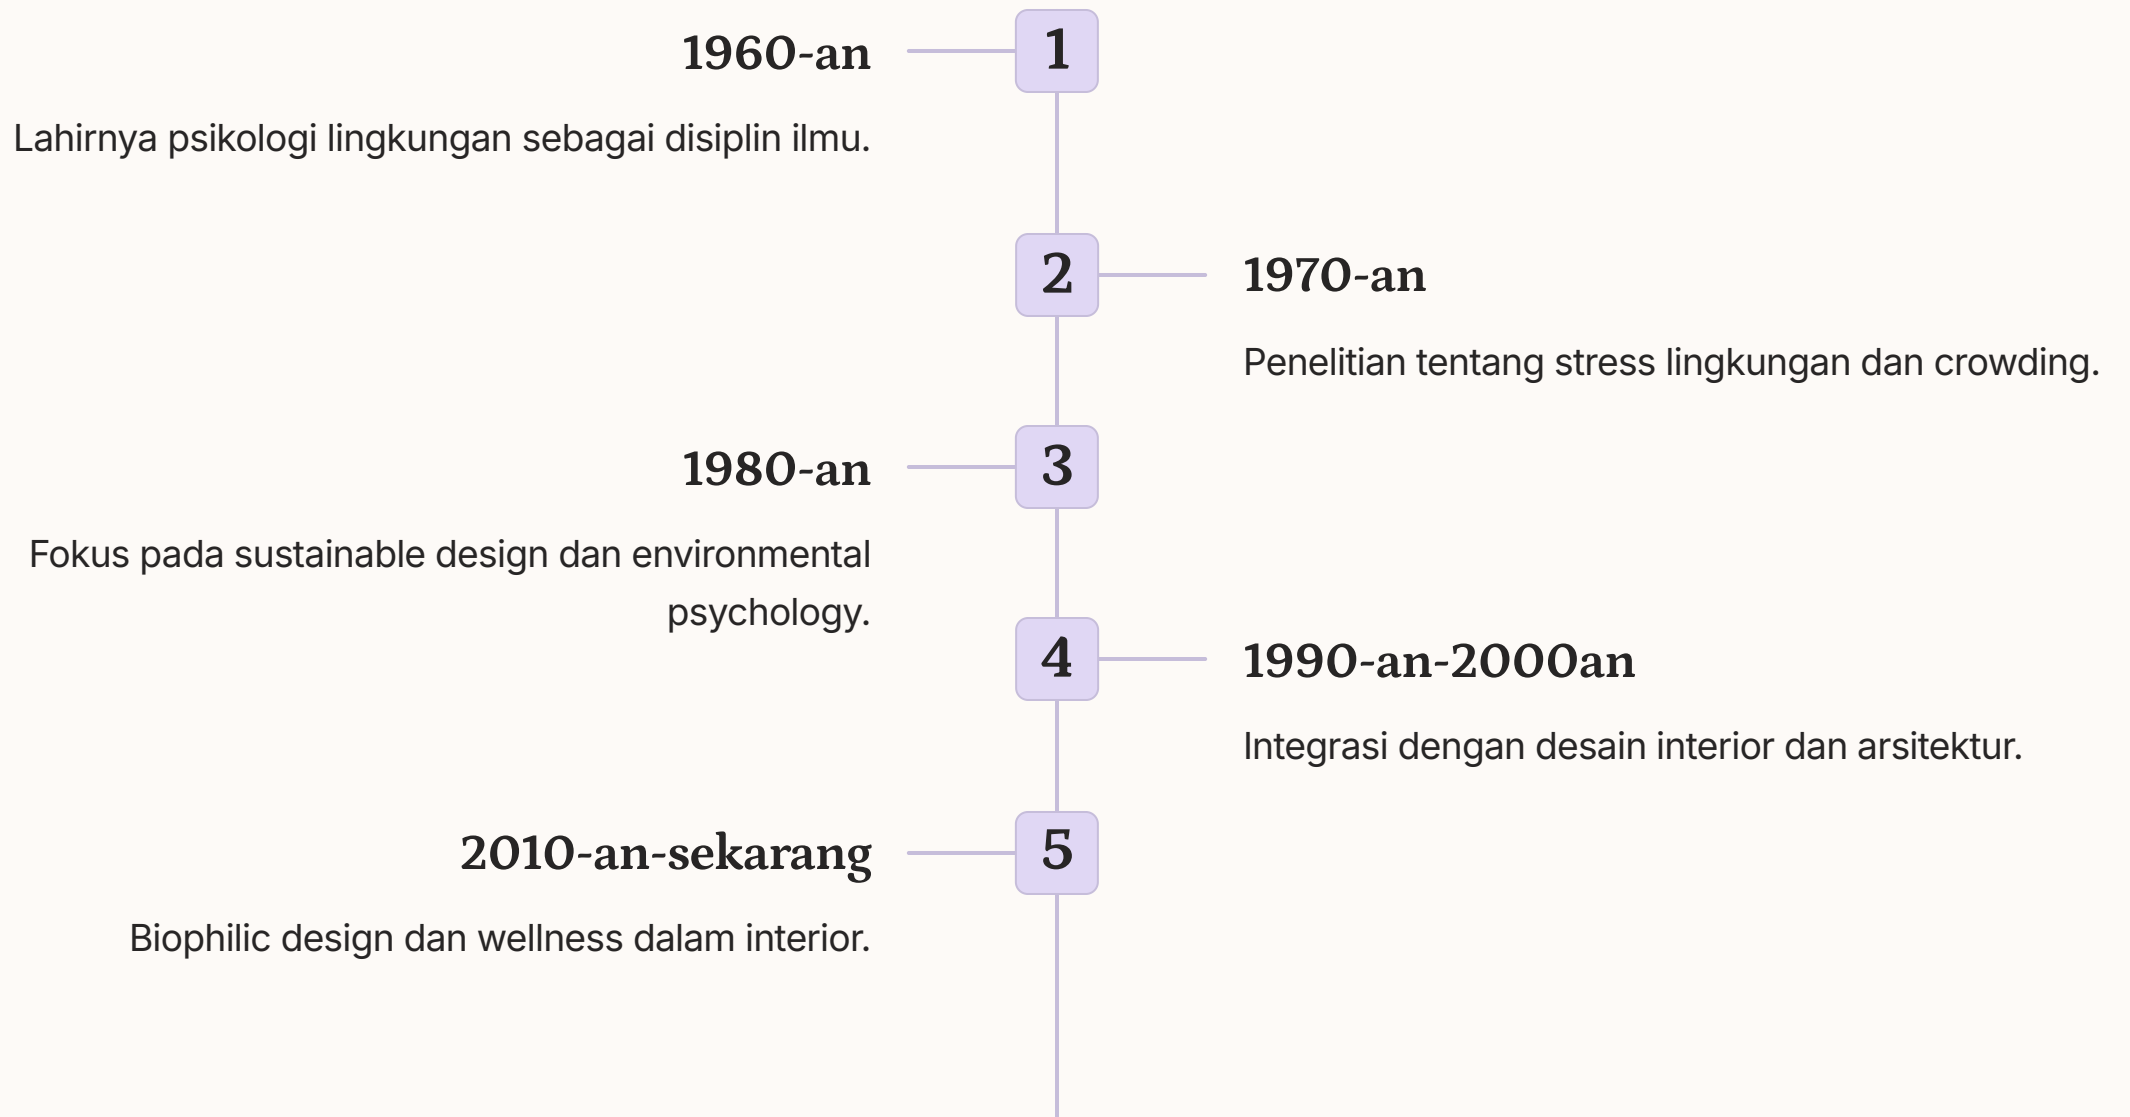 1960-an
1
Lahirnya psikologi lingkungan sebagai disiplin ilmu.
2
1970-an
Penelitian tentang stress lingkungan dan crowding.
1980-an
3
Fokus pada sustainable design dan environmental
psychology.
4
1990-an-2000an
Integrasi dengan desain interior dan arsitektur.
2010-an-sekarang
5
Biophilic design dan wellness dalam interior.